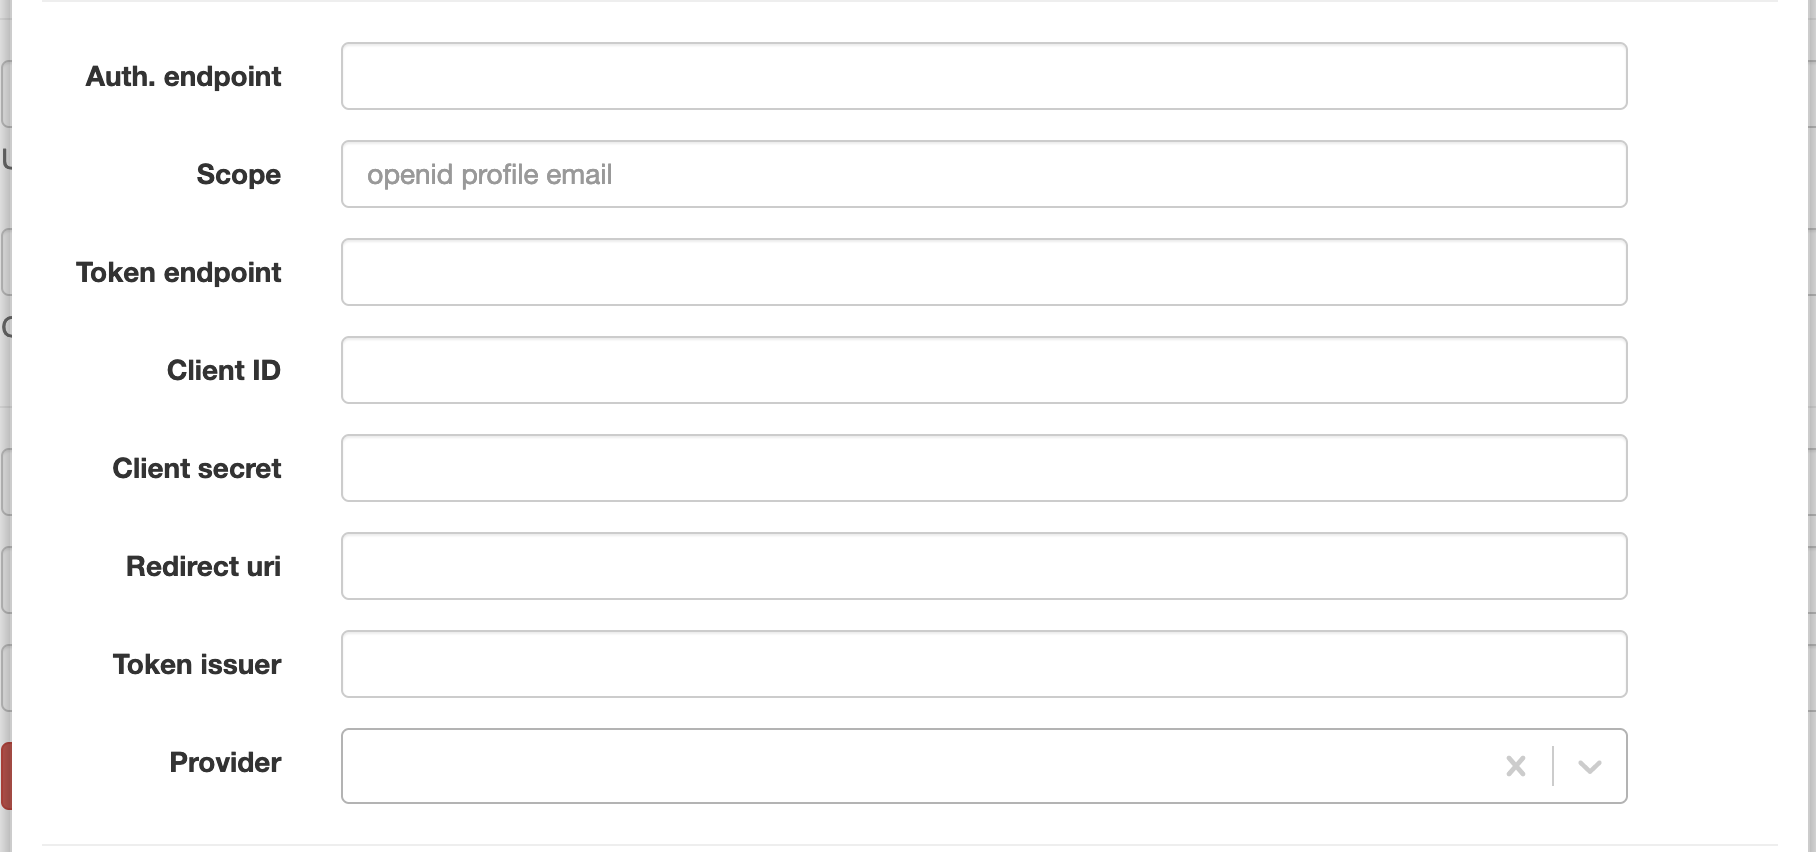 Auth. endpoint
Scope
openid profile email
Token endpoint
Client ID
Client secret
Redirect uri
Token issuer
Provider